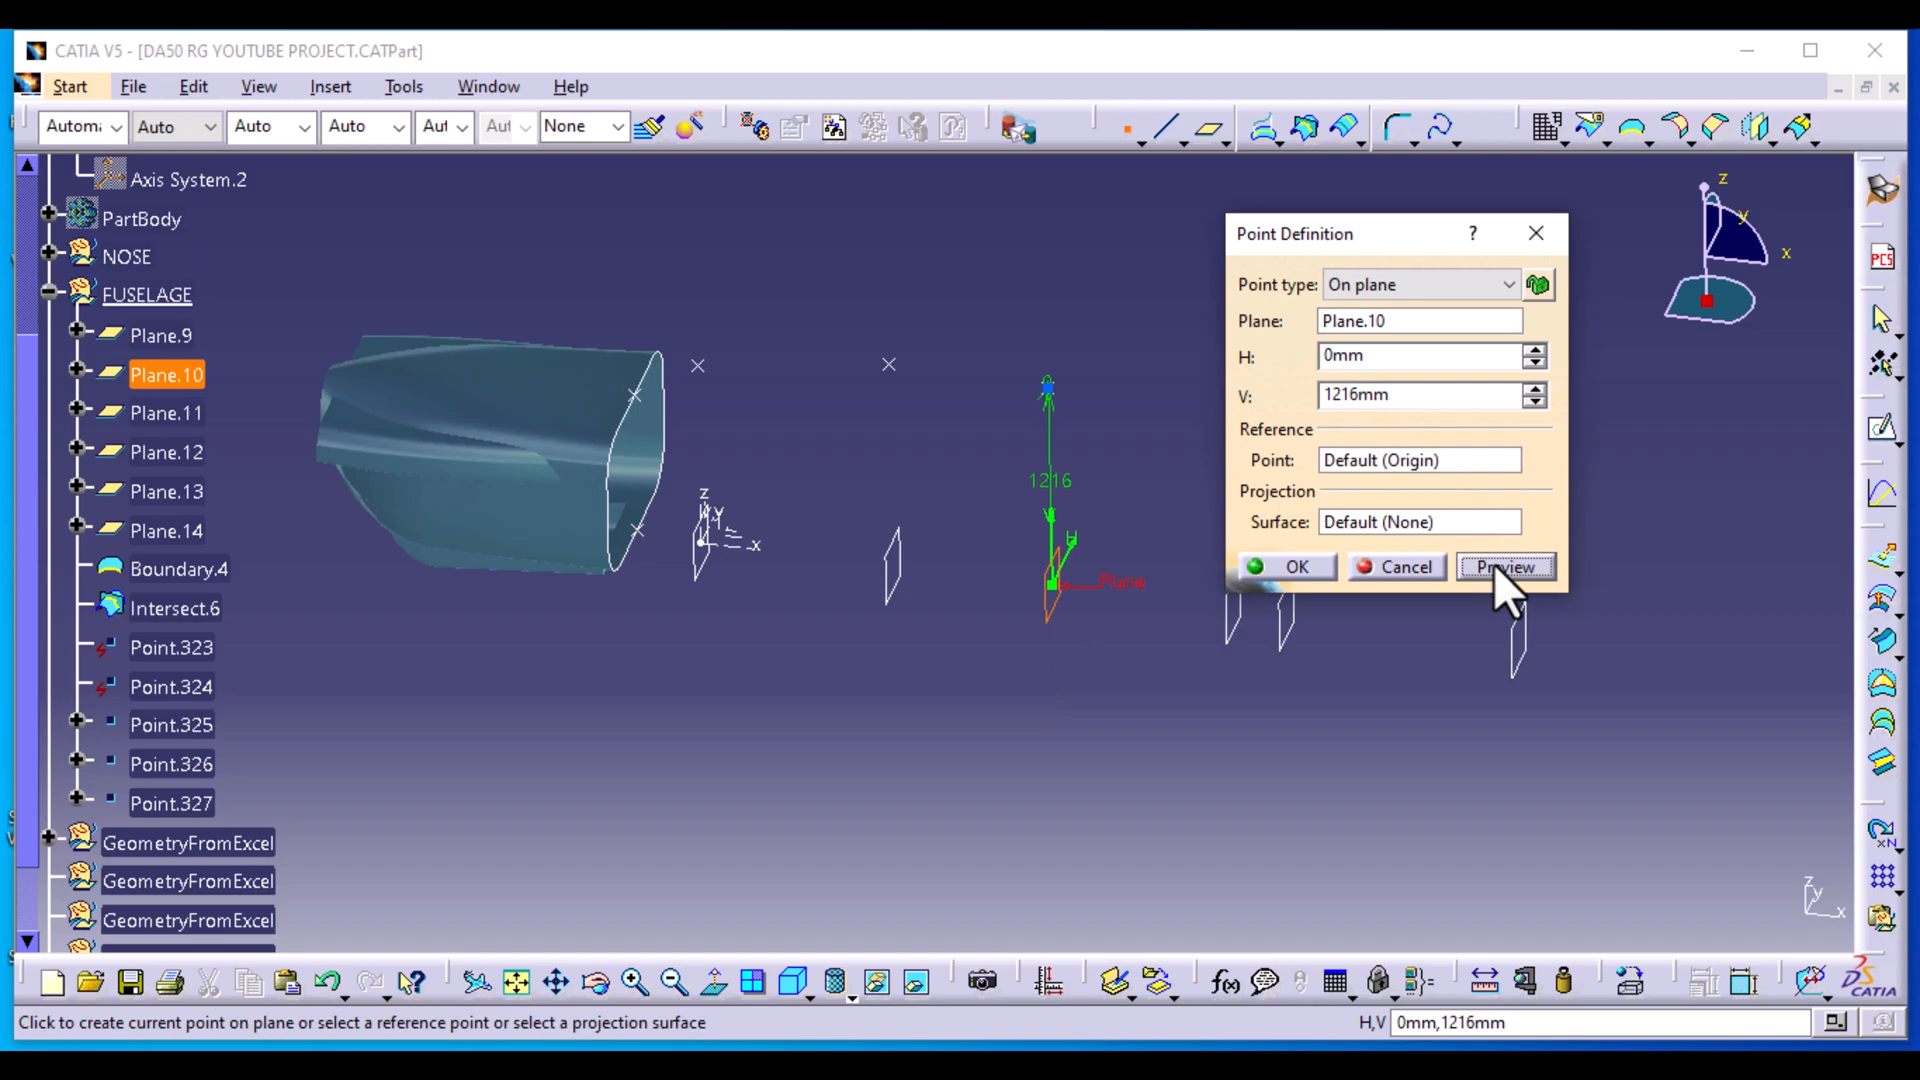 CATIA V5 - [DA50 RG YOUTUBE PROJECT.CATPart]
Start File Edit View Insert Tools Window Help
Auto Auto Auto None
Axis System.2
PartBody
NOSE
FUSELAGE
Plane.9
Plane.10
Plane.11
Plane.12
Plane.13
Plane.14
Boundary.4
Intersect.6
Point.323
Point.324
Point.325
Point.326
Point.327
GeometryFromExcel
GeometryFromExcel
GeometryFromExcel
z
y
x
1216
H
V
Plane
z
y
x
Point Definition
?
Point type: On plane
Plane: Plane.10
H: 0mm
V: 1216mm
Reference
Point: Default (Origin)
Projection
Surface: Default (None)
OK Cancel Preview
PCS
z
y
x
f(x)
CATIA
Click to create current point on plane or select a reference point or select a projection surface
H,V 0mm,1216mm